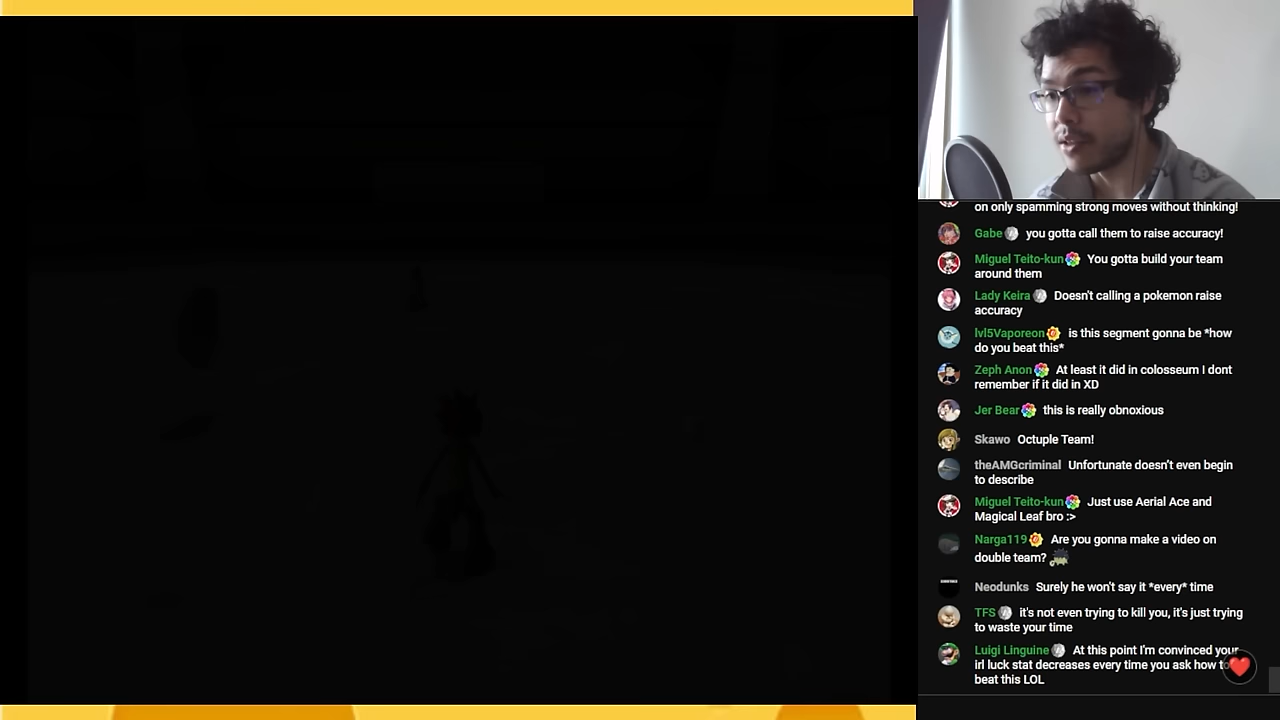 on only spamming strong moves without thinking!
Gabe you gotta call them to raise accuracy!
Miguel Teito-kun You gotta build your team
around them
Lady Keira Doesn't calling a pokemon raise
accuracy
lvl5Vaporeon is this segment gonna be *how
do you beat this*
Zeph Anon At least it did in colosseum I dont
remember if it did in XD
Jer Bear this is really obnoxious
Skawo Octuple Team!
theAMGcriminal Unfortunate doesn't even begin
to describe
Miguel Teito-kun Just use Aerial Ace and
Magical Leaf bro :>
Narga119 Are you gonna make a video on
double team?
Neodunks Surely he won't say it *every* time
TFS it's not even trying to kill you, it's just trying
to waste your time
Luigi Linguine At this point I'm convinced your
irl luck stat decreases every time you ask how to
beat this LOL